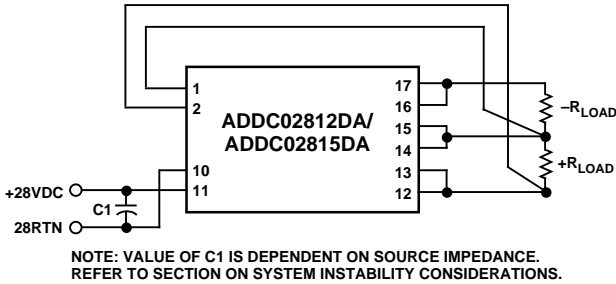 1
2
10
11
ADDC02812DA/
ADDC02815DA
17
16
15
14
13
12
–RLOAD
+RLOAD
+28VDC
C1
28RTN
NOTE: VALUE OF C1 IS DEPENDENT ON SOURCE IMPEDANCE.
REFER TO SECTION ON SYSTEM INSTABILITY CONSIDERATIONS.